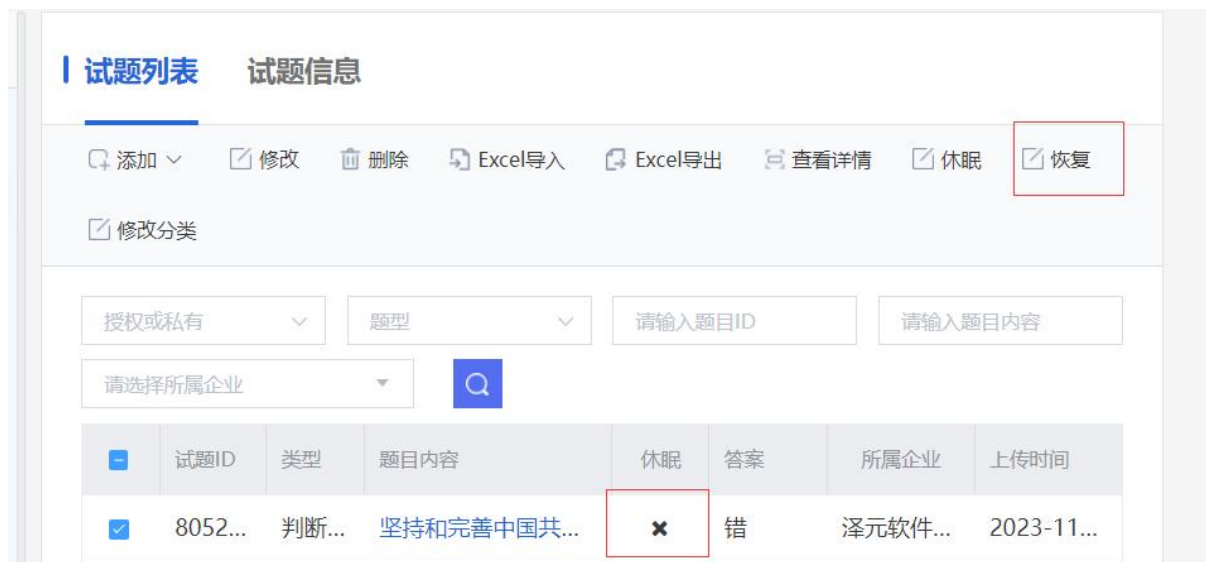 试题列表 试题信息
添加 修改 删除 Excel导入 Excel导出 查看详情 休眠 恢复
修改分类
授权或私有 题型 请输入题目ID 请输入题目内容
请选择所属企业
试题ID 类型 题目内容 休眠 答案 所属企业 上传时间
8052... 判断... 坚持和完善中国共... ✖ 错 泽元软件... 2023-11...